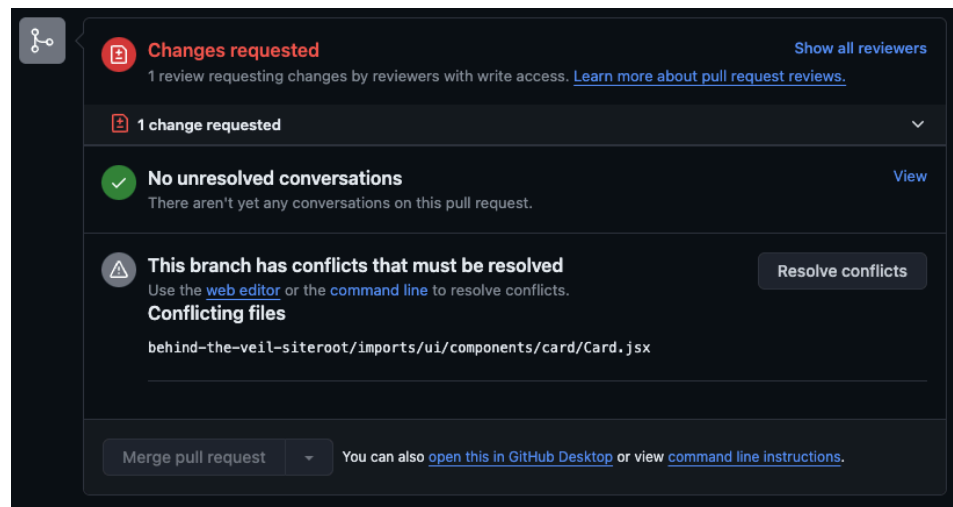 Changes requested
Show all reviewers
1 review requesting changes by reviewers with write access. Learn more about pull request reviews.
1 change requested
No unresolved conversations
View
There aren't yet any conversations on this pull request.
This branch has conflicts that must be resolved
Resolve conflicts
Use the web editor or the command line to resolve conflicts.
Conflicting files
behind-the-veil-siteroot/imports/ui/components/card/Card.jsx
Merge pull request
You can also open this in GitHub Desktop or view command line instructions.